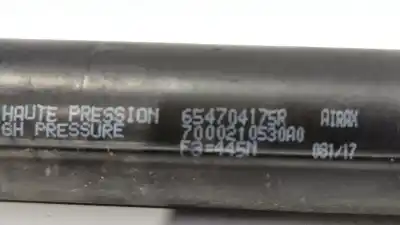 HAUTE PRESSION 654704175R AIRAX
GH PRESSURE 7000210530A0
F3=445N 081/17